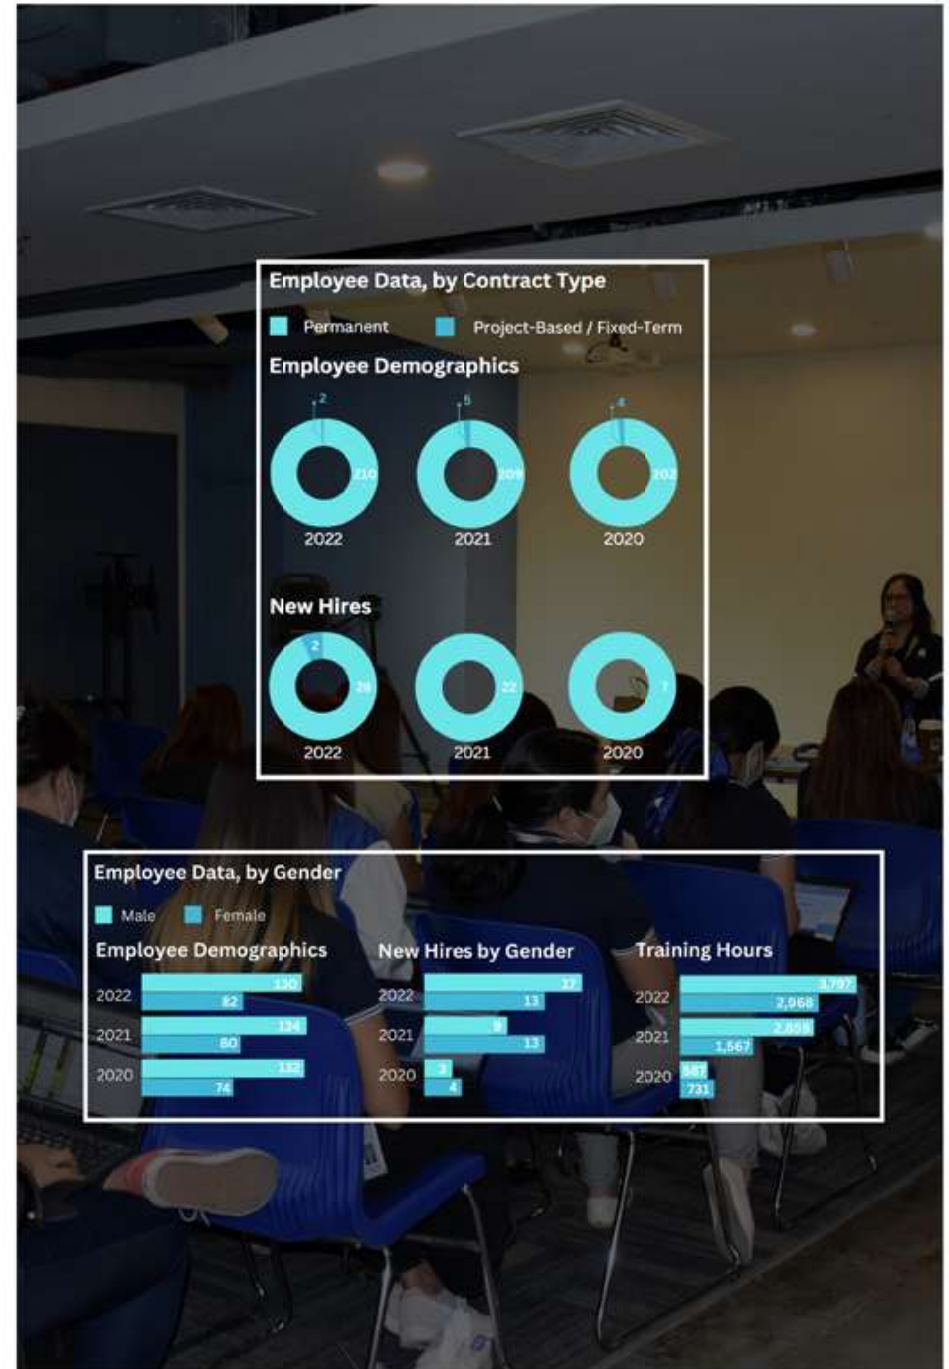 Employee Data, by Contract Type
Permanent Project-Based / Fixed-Term
Employee Demographics
2 5 4
210 209 202
2022 2021 2020
New Hires
2
28 22 7
2022 2021 2020
Employee Data, by Gender
Male Female
Employee Demographics
2022
130
82
2021
134
80
2020
132
74
New Hires by Gender
2022
17
13
2021
9
13
2020
3
4
Training Hours
2022
3,797
2,968
2021
1,567
2020
731